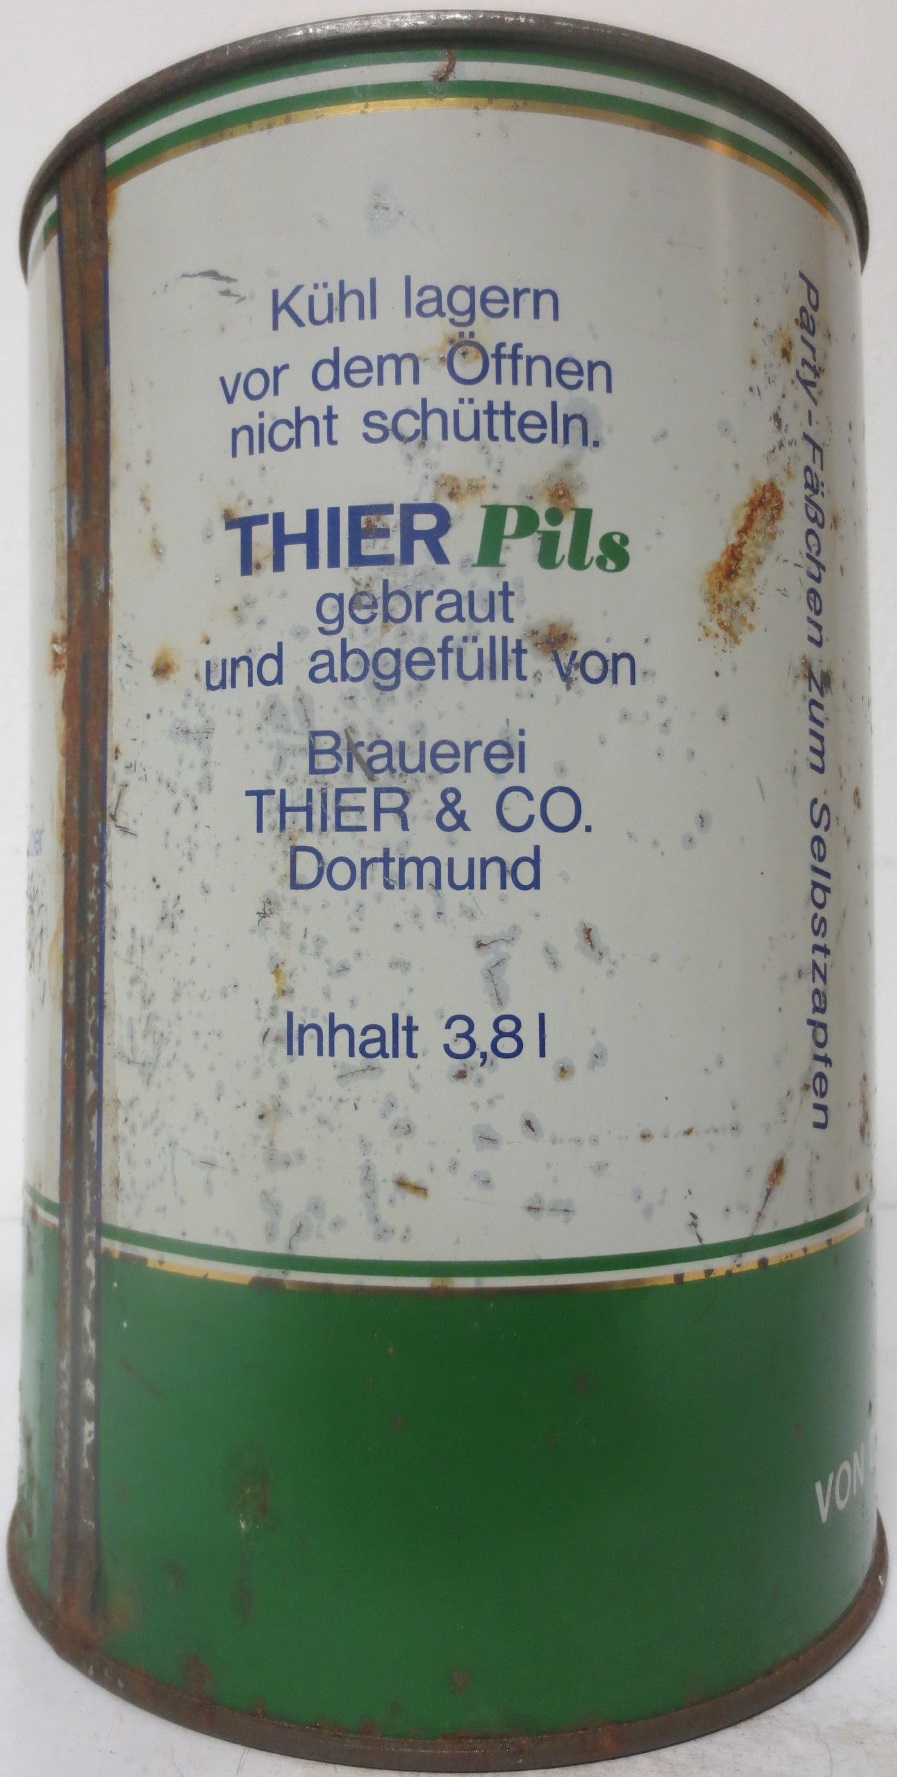 Kühl lagern
vor dem Öffnen
nicht schütteln.
THIER Pils
gebraut
und abgefüllt von
Brauerei
THIER & CO.
Dortmund
Inhalt 3,8 l
Party-Fäßchen zum Selbstzapfen
VON